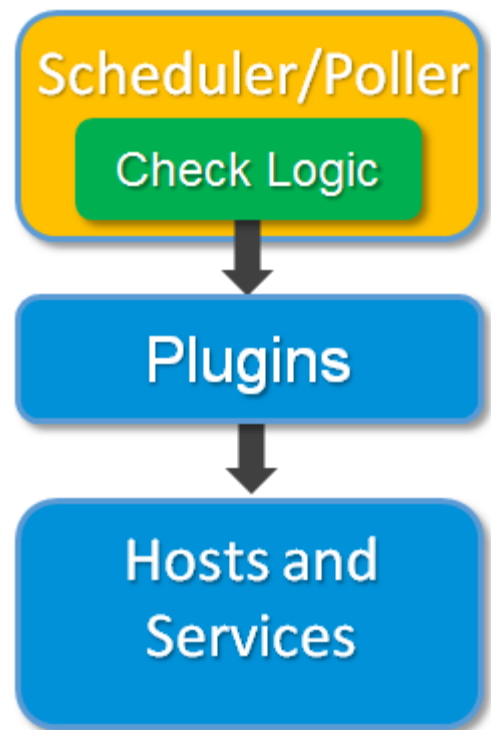 Scheduler/Poller
Check Logic
Plugins
Hosts and
Services